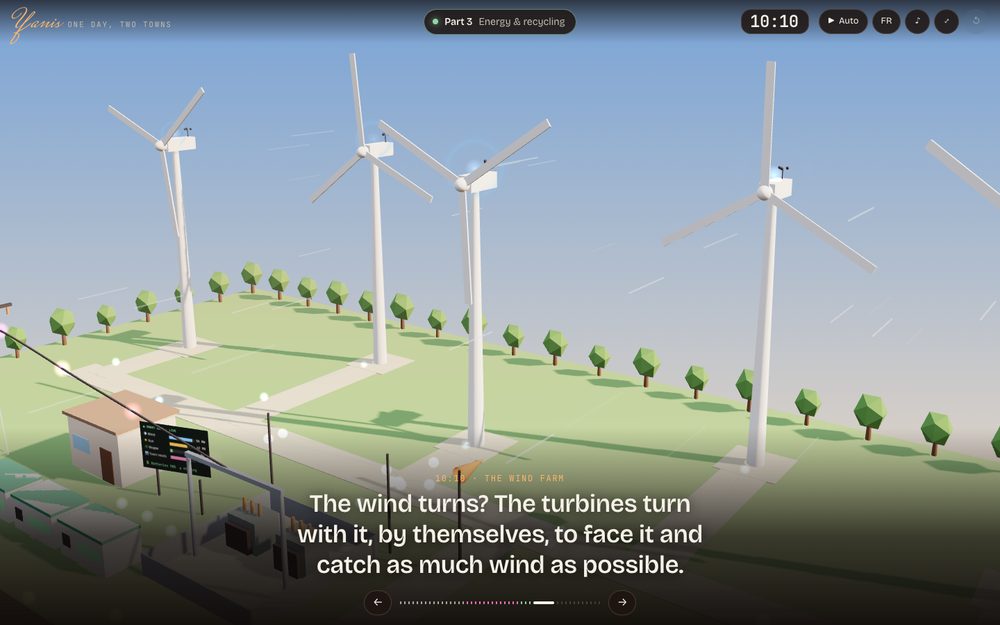 Yanis ONE DAY, TWO TOWNS
Part 3 Energy & recycling
10:10
Auto
FR
10:10 · THE WIND FARM
The wind turns? The turbines turn
with it, by themselves, to face it and
catch as much wind as possible.